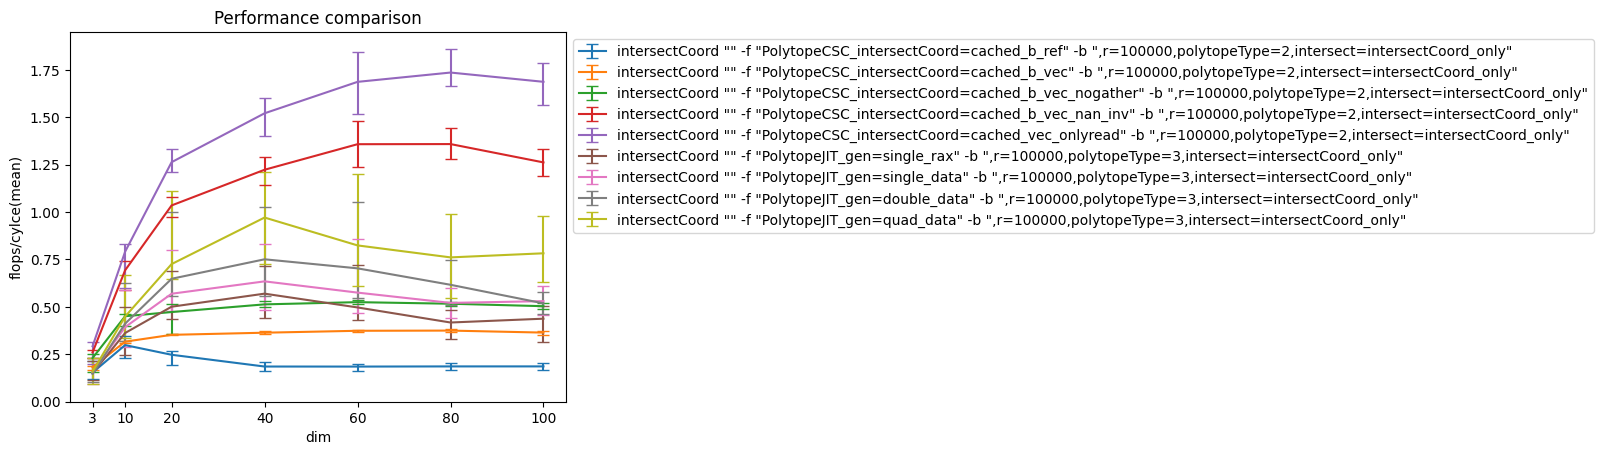 Performance comparison
flops/cylce(mean)
1.75
1.50
1.25
1.00
0.75
0.50
0.25
0.00
3 10 20 40 60 80 100
dim
intersectCoord "" -f "PolytopeCSC_intersectCoord=cached_b_ref" -b ",r=100000,polytopeType=2,intersect=intersectCoord_only"
intersectCoord "" -f "PolytopeCSC_intersectCoord=cached_b_vec" -b ",r=100000,polytopeType=2,intersect=intersectCoord_only"
intersectCoord "" -f "PolytopeCSC_intersectCoord=cached_b_vec_nogather" -b ",r=100000,polytopeType=2,intersect=intersectCoord_only"
intersectCoord "" -f "PolytopeCSC_intersectCoord=cached_b_vec_nan_inv" -b ",r=100000,polytopeType=2,intersect=intersectCoord_only"
intersectCoord "" -f "PolytopeCSC_intersectCoord=cached_vec_onlyread" -b ",r=100000,polytopeType=2,intersect=intersectCoord_only"
intersectCoord "" -f "PolytopeJIT_gen=single_rax" -b ",r=100000,polytopeType=3,intersect=intersectCoord_only"
intersectCoord "" -f "PolytopeJIT_gen=single_data" -b ",r=100000,polytopeType=3,intersect=intersectCoord_only"
intersectCoord "" -f "PolytopeJIT_gen=double_data" -b ",r=100000,polytopeType=3,intersect=intersectCoord_only"
intersectCoord "" -f "PolytopeJIT_gen=quad_data" -b ",r=100000,polytopeType=3,intersect=intersectCoord_only"